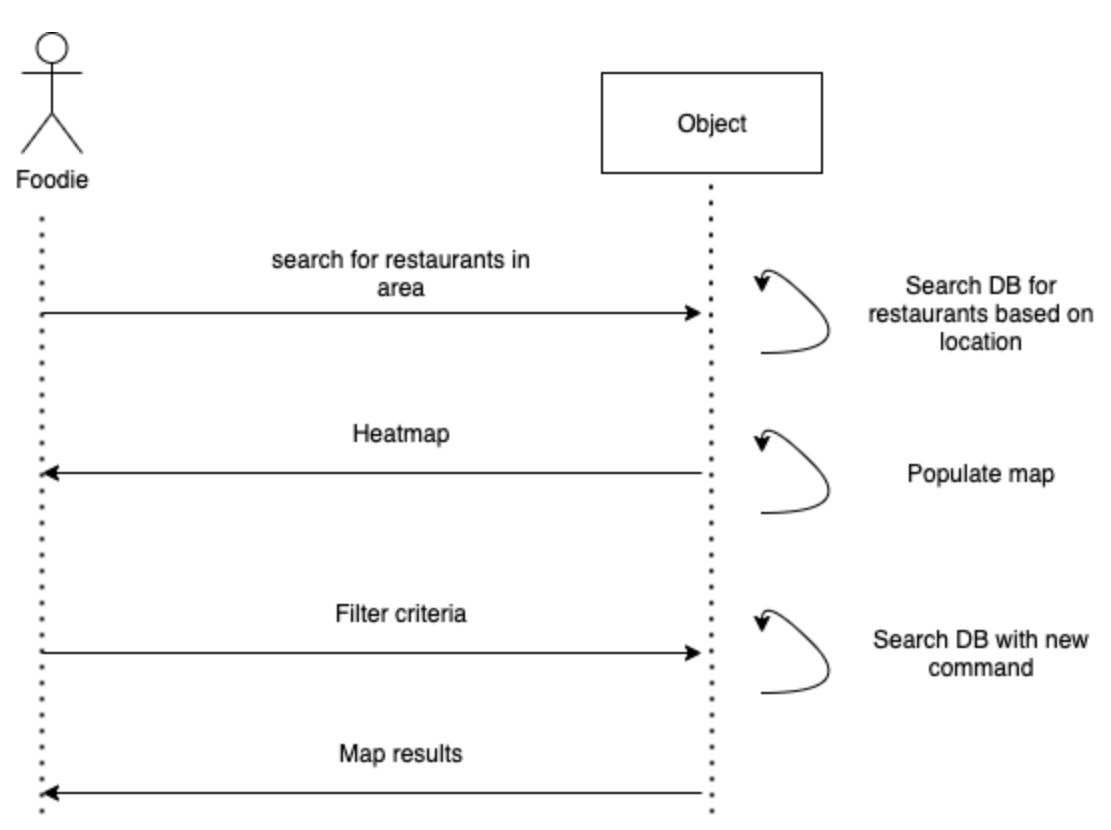 Object
Foodie
search for restaurants in
area
Search DB for
restaurants based on
location
Heatmap
Populate map
Filter criteria
Search DB with new
command
Map results